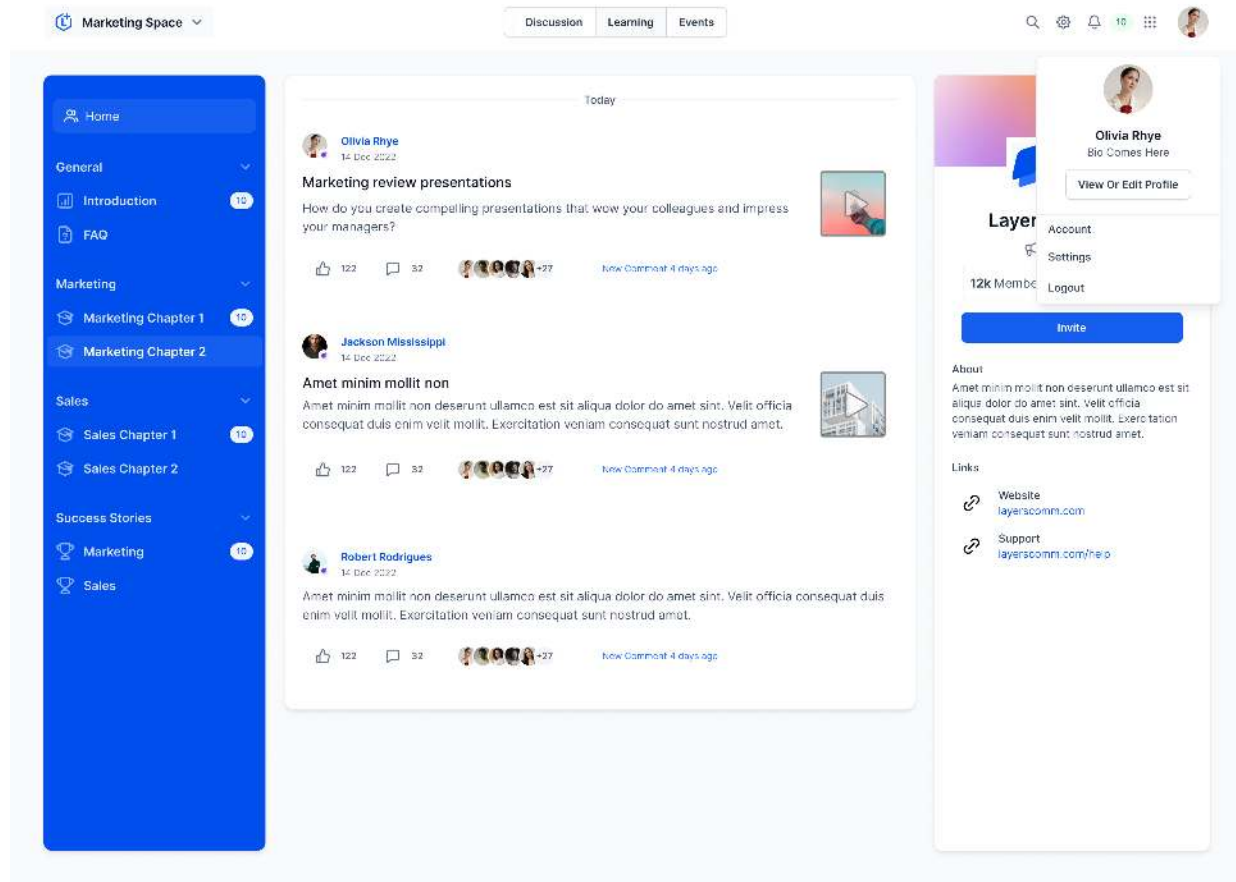 Marketing Space
Discussion
Learning
Events
10
Home
General
Introduction
10
FAQ
Marketing
Marketing Chapter 1
10
Marketing Chapter 2
Sales
Sales Chapter 1
10
Sales Chapter 2
Success Stories
Marketing
10
Sales
Today
Olivia Rhye
14 Dec 2022
Marketing review presentations
How do you create compelling presentations that wow your colleagues and impress
your managers?
122
32
+27
New Comment 4 days ago
Jackson Mississippi
14 Dec 2022
Amet minim mollit non
Amet minim mollit non deserunt ullamco est sit aliqua dolor do amet sint. Velit officia
consequat duis enim velit mollit. Exercitation veniam consequat sunt nostrud amet.
122
32
+27
New Comment 4 days ago
Robert Rodrigues
14 Dec 2022
Amet minim mollit non deserunt ullamco est sit aliqua dolor do amet sint. Velit officia consequat duis
enim velit mollit. Exercitation veniam consequat sunt nostrud amet.
122
32
+27
New Comment 4 days ago
Olivia Rhye
Bio Comes Here
View Or Edit Profile
Account
Settings
Logout
Layer
12k Membe
Invite
About
Amet minim mollit non deserunt ullamco est sit
aliqua dolor do amet sint. Velit officia
consequat duis enim velit mollit. Exercitation
veniam consequat sunt nostrud amet.
Links
Website
layerscomm.com
Support
layerscomm.com/help